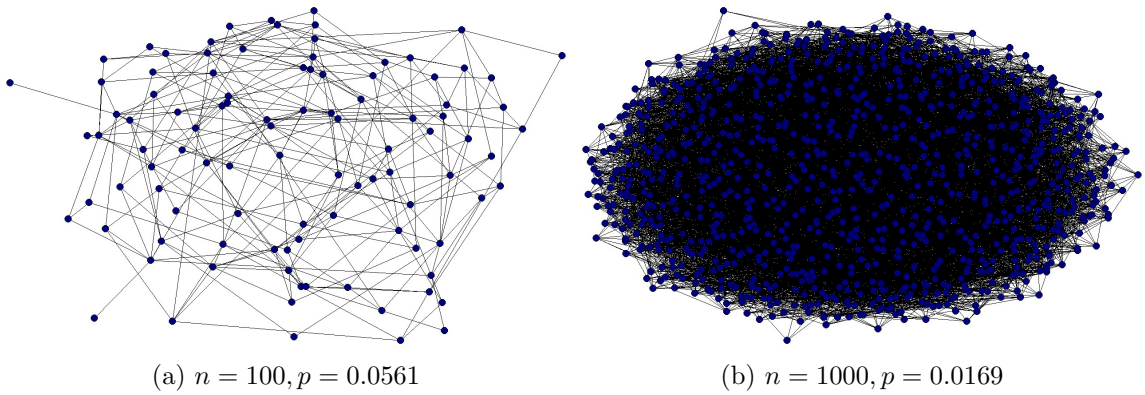 (a) n = 100, p = 0.0561
(b) n = 1000, p = 0.0169